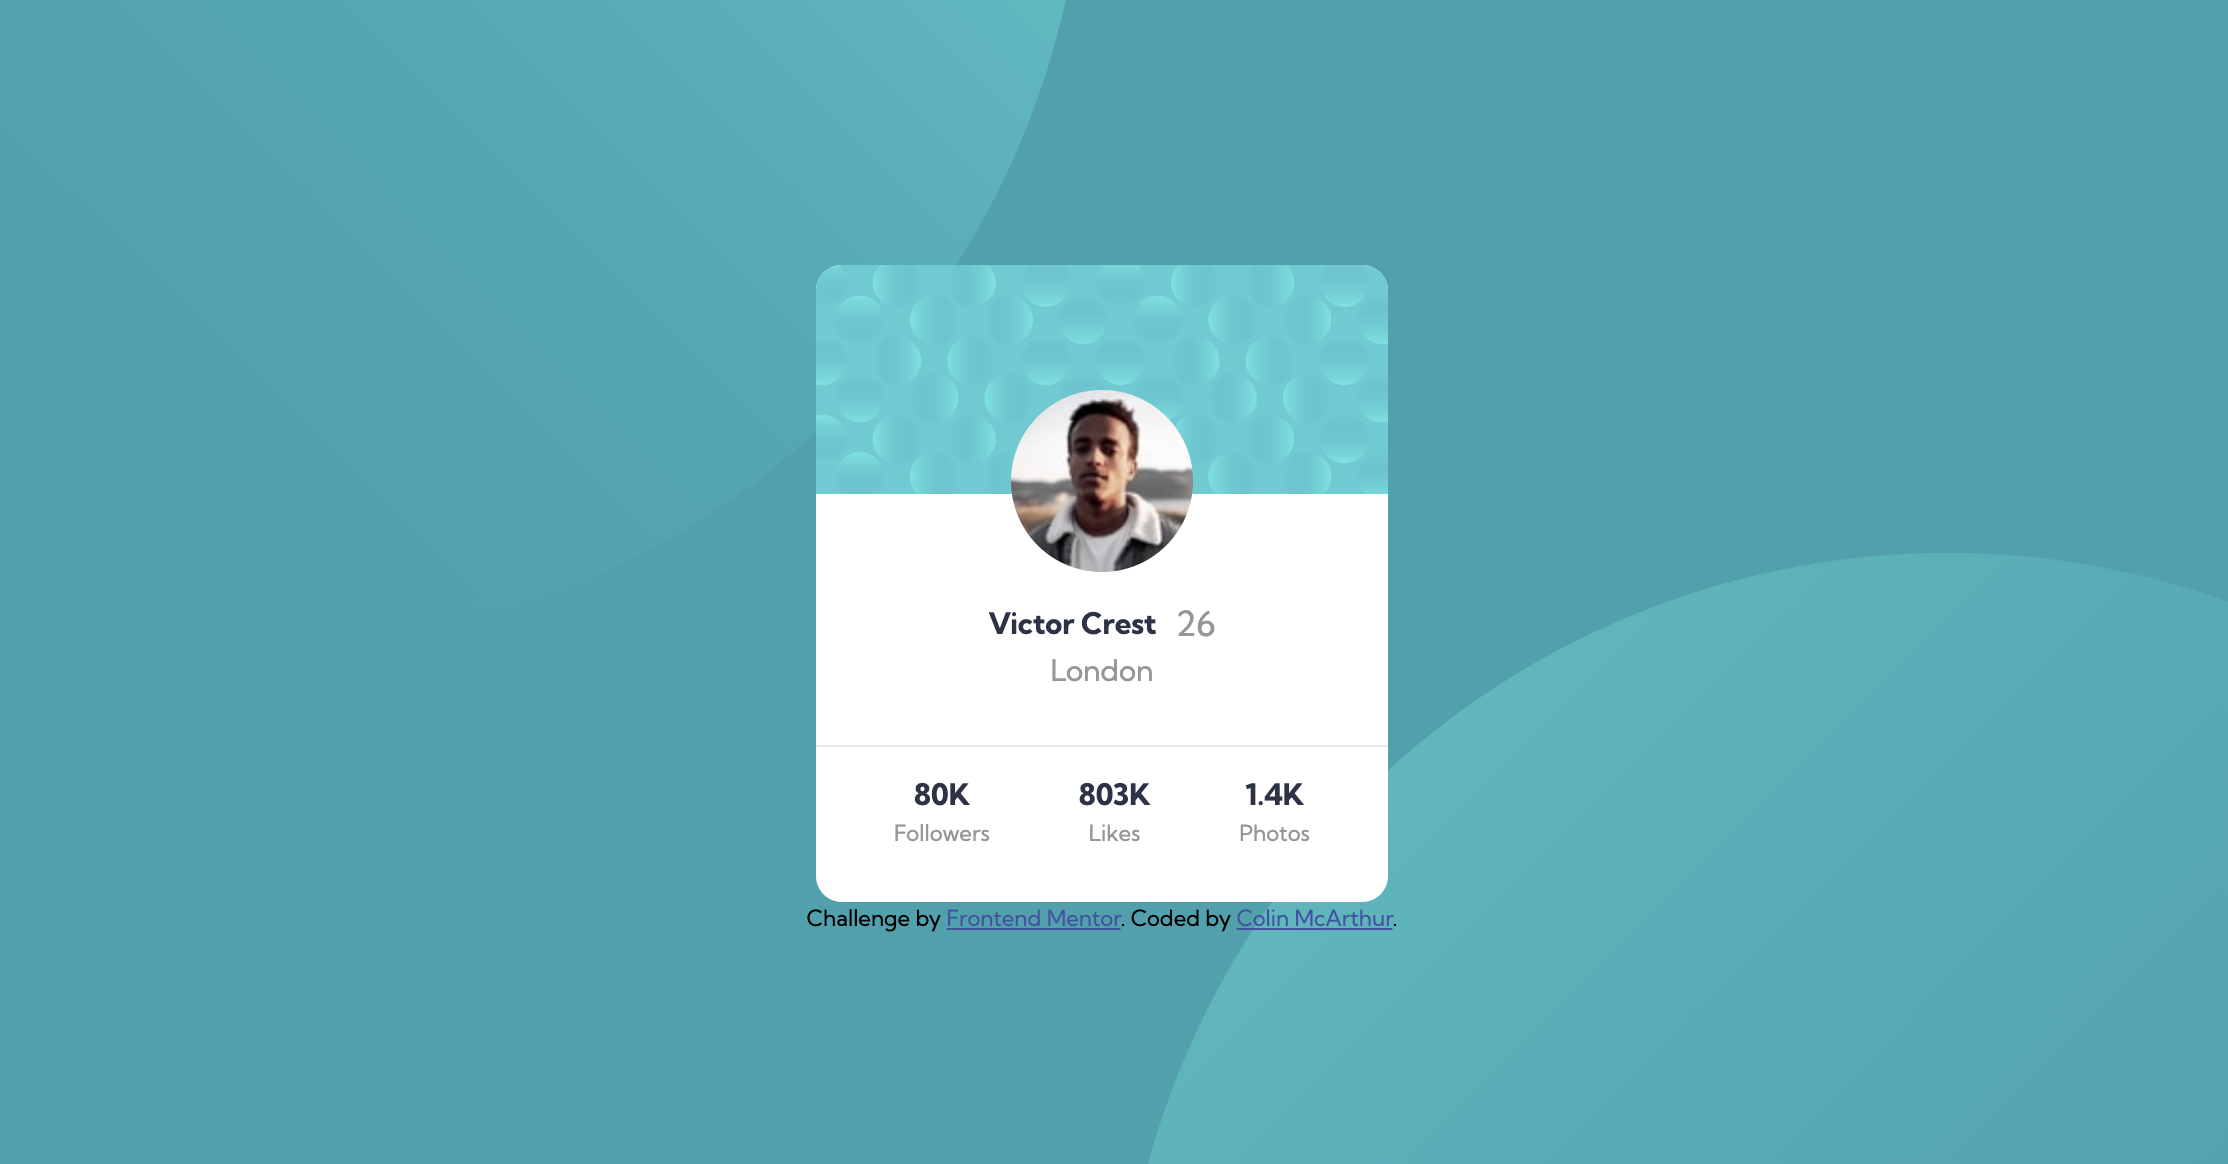 Victor Crest 26
London
80K 803K 1.4K
Followers Likes Photos
Challenge by Frontend Mentor. Coded by Colin McArthur.